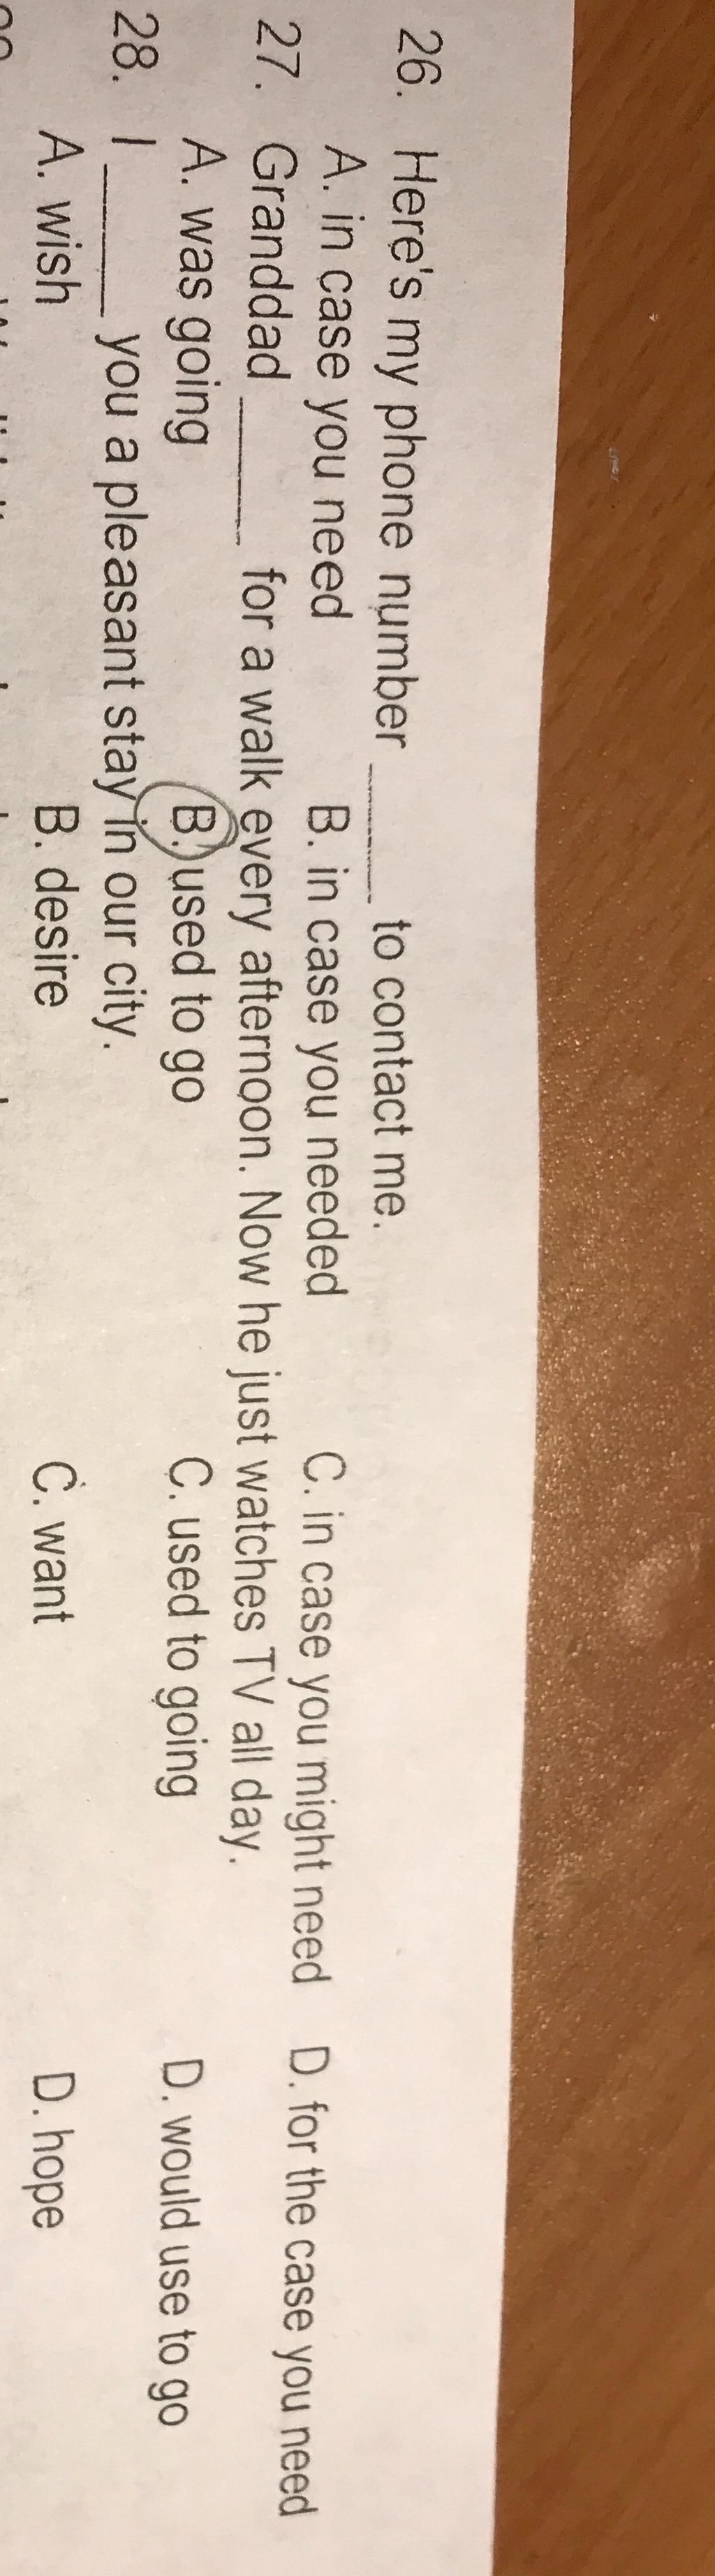 26. Here's my phone number ______ to contact me.
A. in case you need B. in case you needed C. in case you might need D. for the case you need
27. Granddad ______ for a walk every afternoon. Now he just watches TV all day.
A. was going B. used to go C. used to going D. would use to go
28. I ______ you a pleasant stay in our city.
A. wish B. desire C. want D. hope